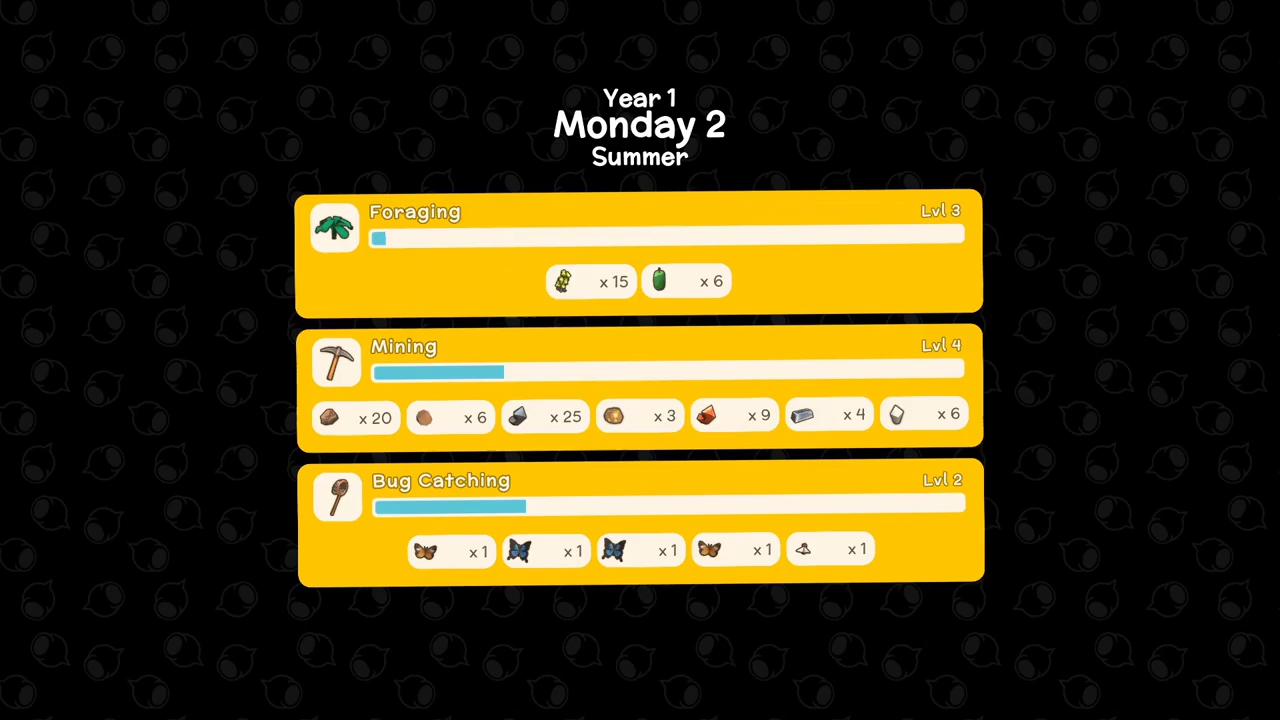 Year 1
Monday 2
Summer
Foraging Lvl 3
x 15 x 6
Mining Lvl 4
x 20 x 6 x 25 x 3 x 9 x 4 x 6
Bug Catching Lvl 2
x 1 x 1 x 1 x 1 x 1